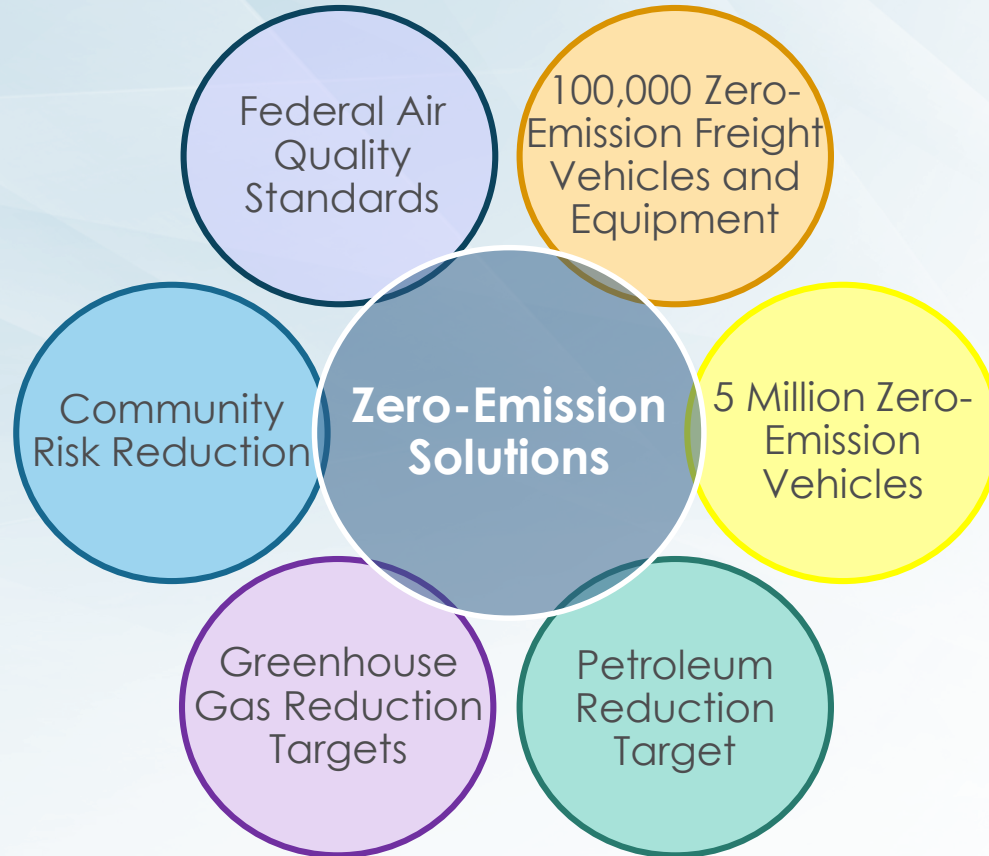 Federal Air
Quality
Standards
100,000 Zero-
Emission Freight
Vehicles and
Equipment
Community
Risk Reduction
Zero-Emission
Solutions
5 Million Zero-
Emission
Vehicles
Greenhouse
Gas Reduction
Targets
Petroleum
Reduction
Target